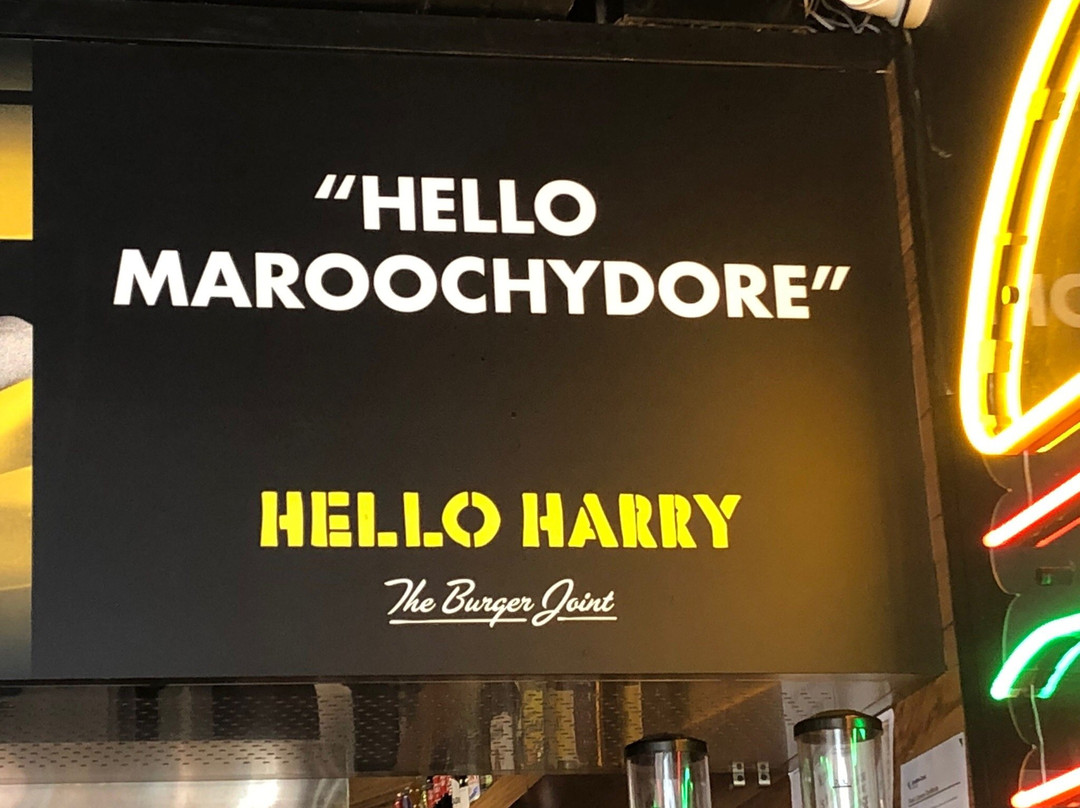 “HELLO
MAROOCHYDORE”
HELLO HARRY
The Burger Joint